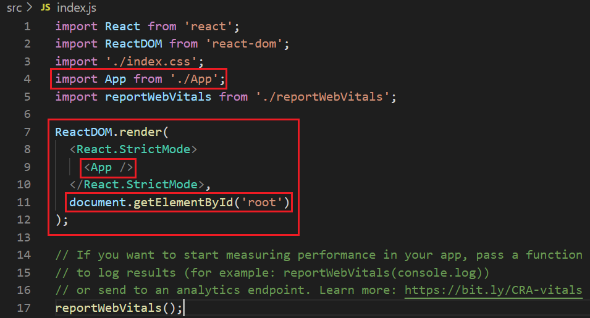 src > JS index.js
1 import React from 'react';
2 import ReactDOM from 'react-dom';
3 import './index.css';
4 import App from './App';
5 import reportWebVitals from './reportWebVitals';
6
7 ReactDOM.render(
8 <React.StrictMode>
9 <App />
10 </React.StrictMode>,
11 document.getElementById('root')
12 );
13
14 // If you want to start measuring performance in your app, pass a function
15 // to log results (for example: reportWebVitals(console.log))
16 // or send to an analytics endpoint. Learn more: https://bit.ly/CRA-vitals
17 reportWebVitals();